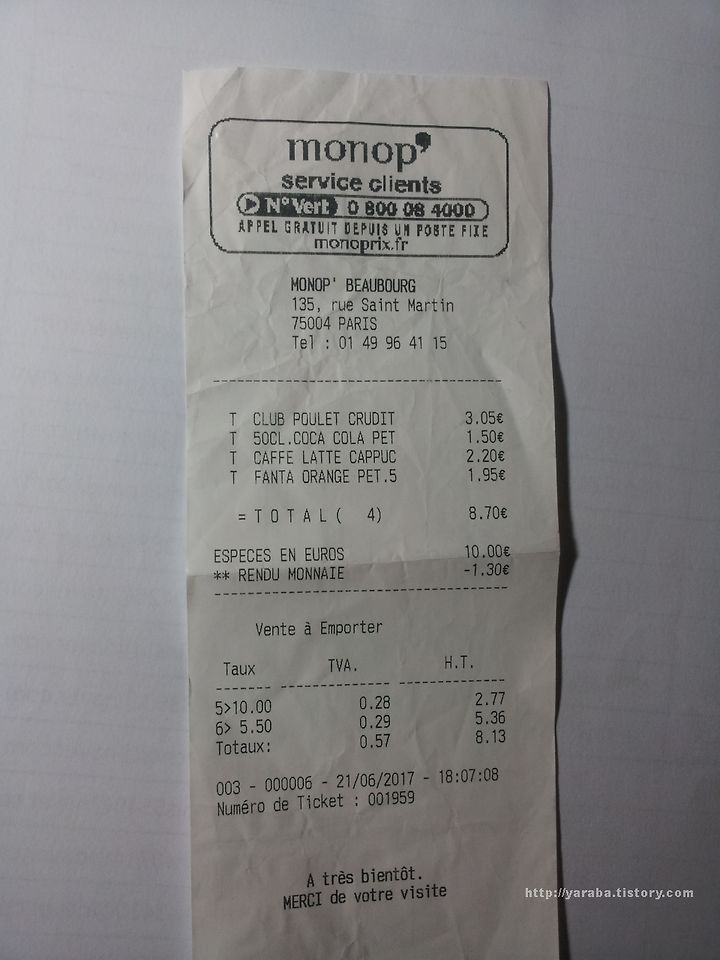 monop'
service clients
N° Vert 0 800 08 4000
APPEL GRATUIT DEPUIS UN POSTE FIXE
monoprix.fr
MONOP' BEAUBOURG
135, rue Saint Martin
75004 PARIS
Tel : 01 49 96 41 15
T CLUB POULET CRUDIT 3.05€
T 50CL.COCA COLA PET 1.50€
T CAFFE LATTE CAPPUC 2.20€
T FANTA ORANGE PET.5 1.95€
= T O T A L ( 4) 8.70€
ESPECES EN EUROS 10.00€
** RENDU MONNAIE -1.30€
Vente à Emporter
Taux TVA. H.T.
5>10.00 0.28 2.77
6> 5.50 0.29 5.36
Totaux: 0.57 8.13
003 - 000006 - 21/06/2017 - 18:07:08
Numéro de Ticket : 001959
A très bientôt.
MERCI de votre visite
http://yaraba.tistory.com